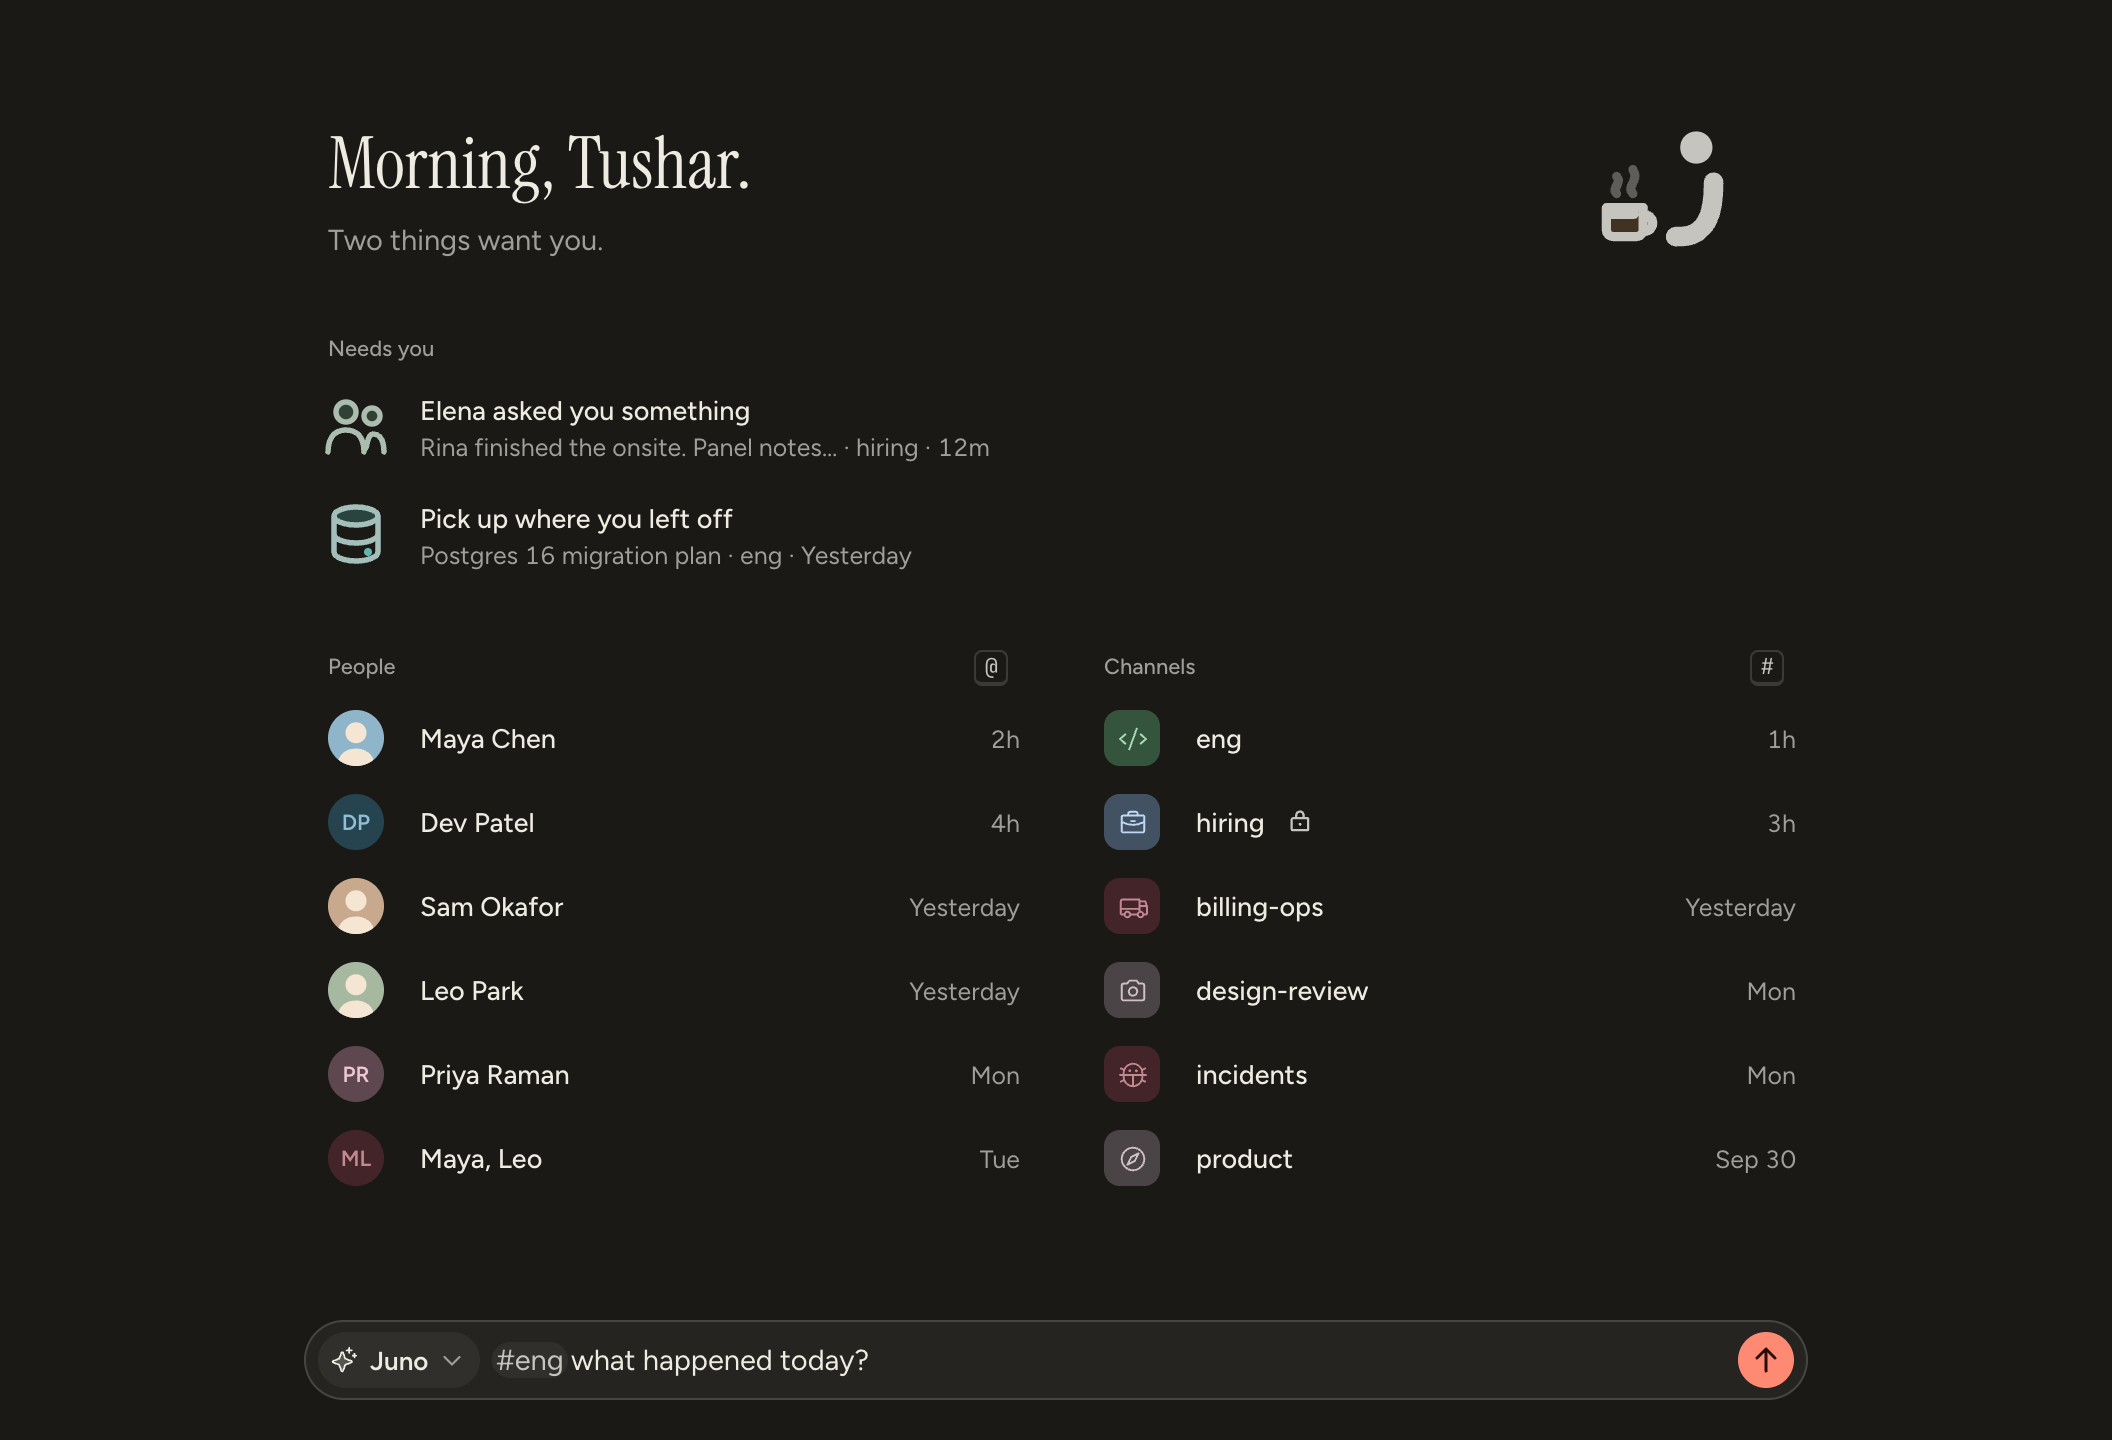 Morning, Tushar.
Two things want you.
Needs you
Elena asked you something
Rina finished the onsite. Panel notes... · hiring · 12m
Pick up where you left off
Postgres 16 migration plan · eng · Yesterday
People @
Maya Chen 2h
DP Dev Patel 4h
Sam Okafor Yesterday
Leo Park Yesterday
PR Priya Raman Mon
ML Maya, Leo Tue
Channels #
eng 1h
hiring 3h
billing-ops Yesterday
design-review Mon
incidents Mon
product Sep 30
Juno #eng what happened today?